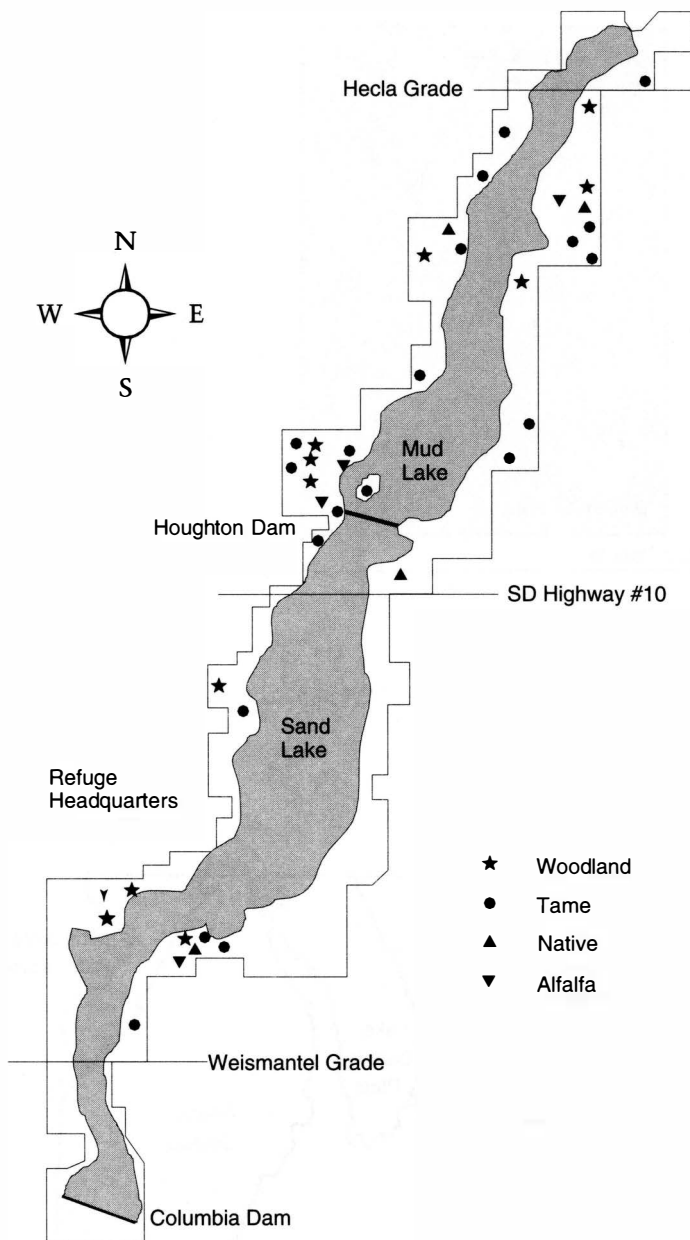 Hecla Grade
N
W
E
S
Mud
Lake
Houghton Dam
SD Highway #10
Sand
Lake
Refuge
Headquarters
Woodland
Tame
Native
Alfalfa
Weismantel Grade
Columbia Dam